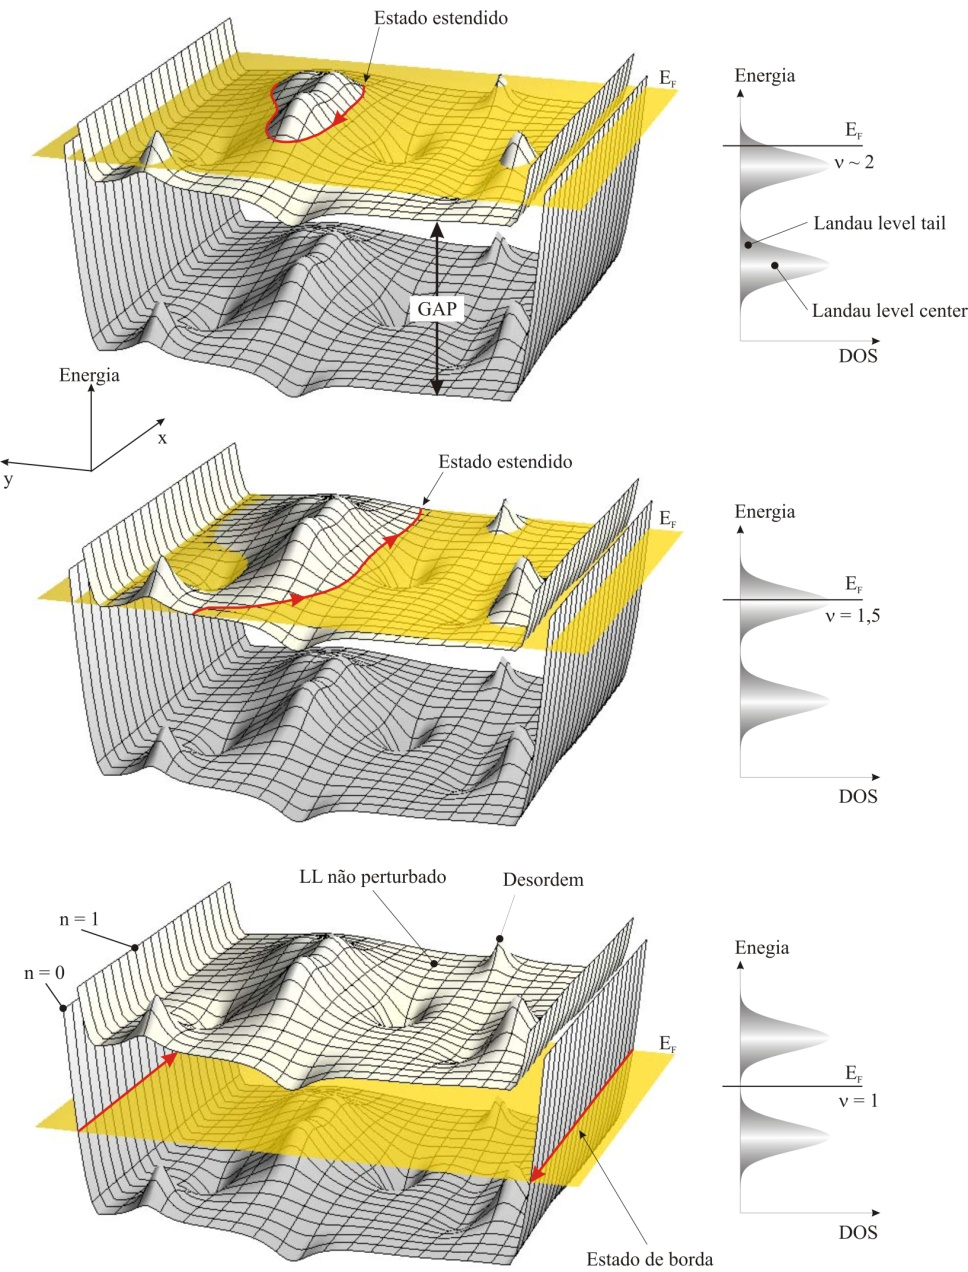 Estado estendido
E_F
GAP
Energia
E_F
ν ~ 2
Landau level tail
Landau level center
DOS
Energia
x
y
Estado estendido
E_F
Energia
E_F
ν = 1,5
DOS
LL não perturbado
Desordem
n = 1
n = 0
E_F
Estado de borda
Enegia
E_F
ν = 1
DOS